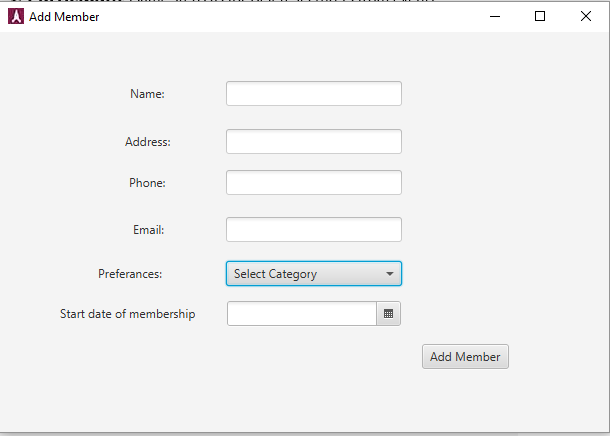 Add Member
Name:
Address:
Phone:
Email:
Preferances:
Select Category
Start date of membership
Add Member